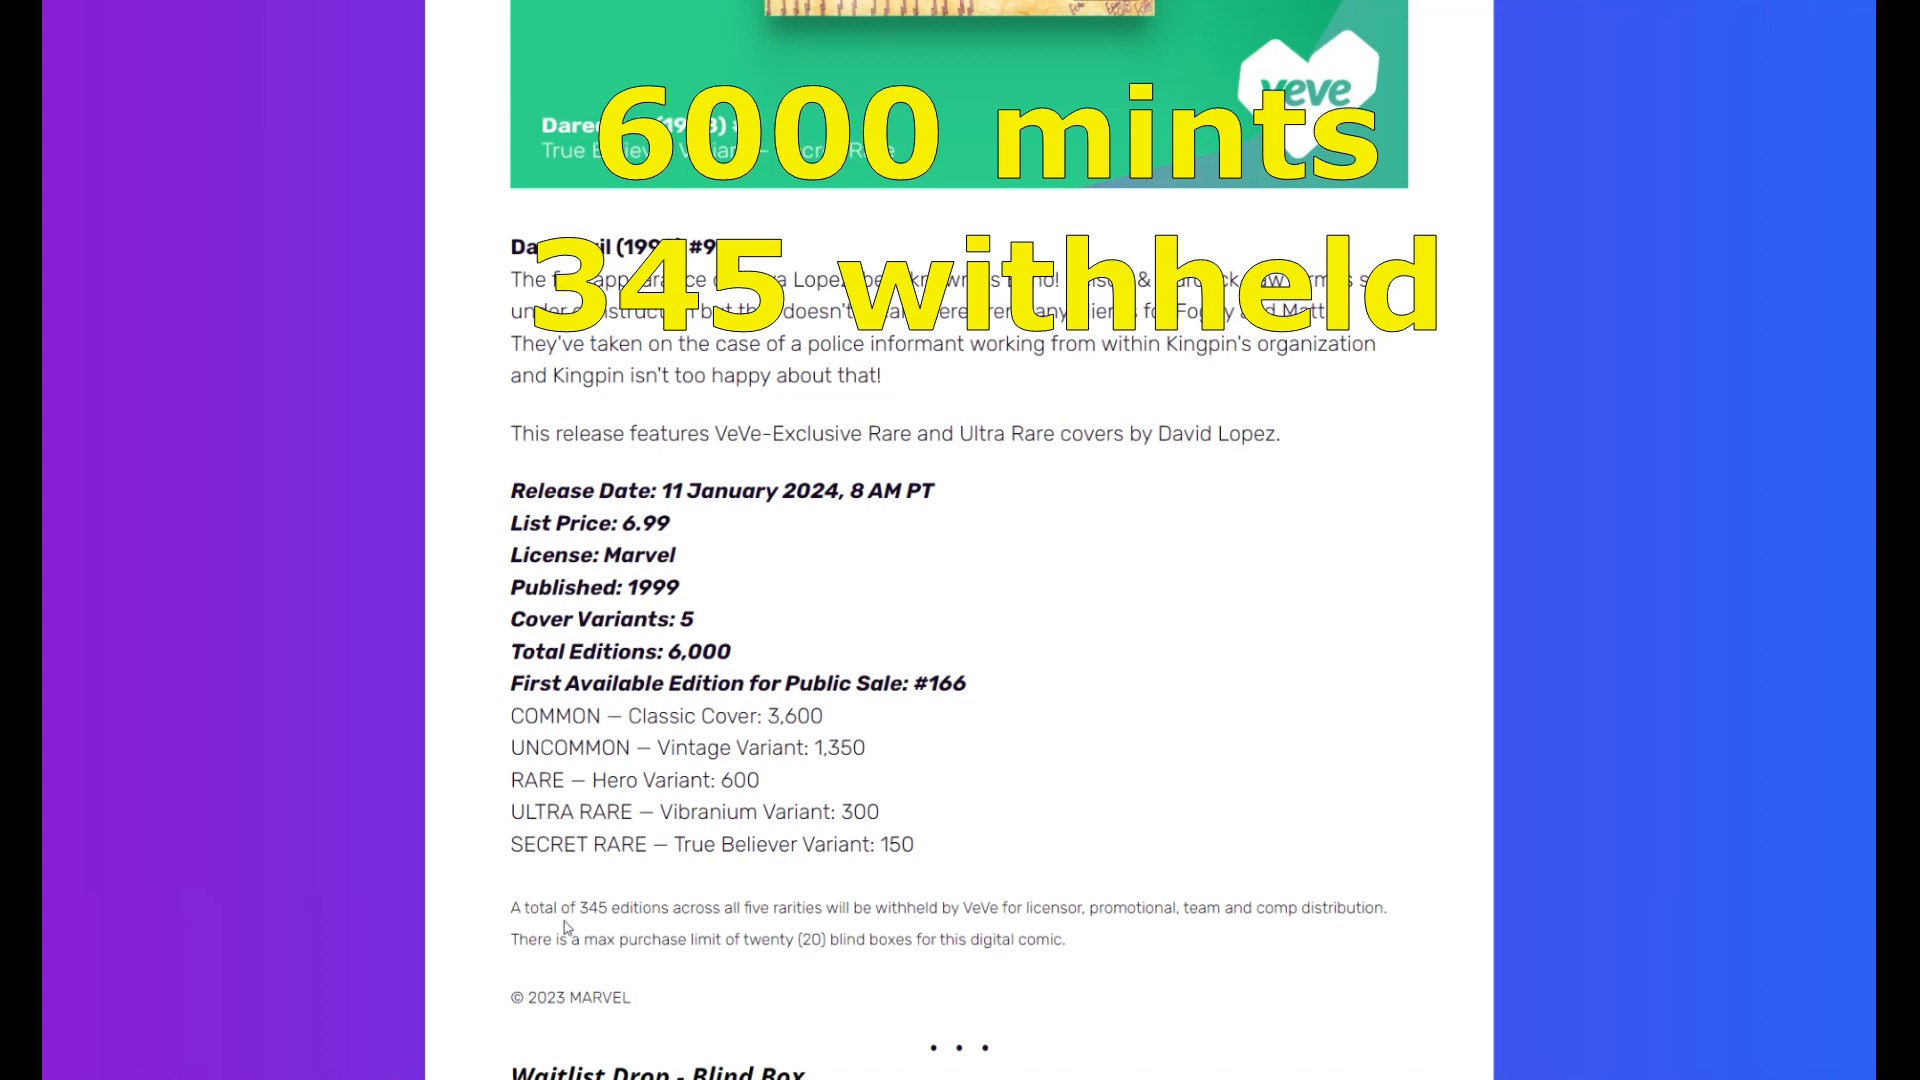 veve
6000 mints
True
Rare
345 withheld
#9
The
They've taken on the case of a police informant working from within Kingpin's organization
and Kingpin isn't too happy about that!
This release features VeVe-Exclusive Rare and Ultra Rare covers by David Lopez.
Release Date: 11 January 2024, 8 AM PT
List Price: 6.99
License: Marvel
Published: 1999
Cover Variants: 5
Total Editions: 6,000
First Available Edition for Public Sale: #166
COMMON — Classic Cover: 3,600
UNCOMMON — Vintage Variant: 1,350
RARE — Hero Variant: 600
ULTRA RARE — Vibranium Variant: 300
SECRET RARE — True Believer Variant: 150
A total of 345 editions across all five rarities will be withheld by VeVe for licensor, promotional, team and comp distribution.
There is a max purchase limit of twenty (20) blind boxes for this digital comic.
© 2023 MARVEL
• • •
Waitlist Drop - Blind Box